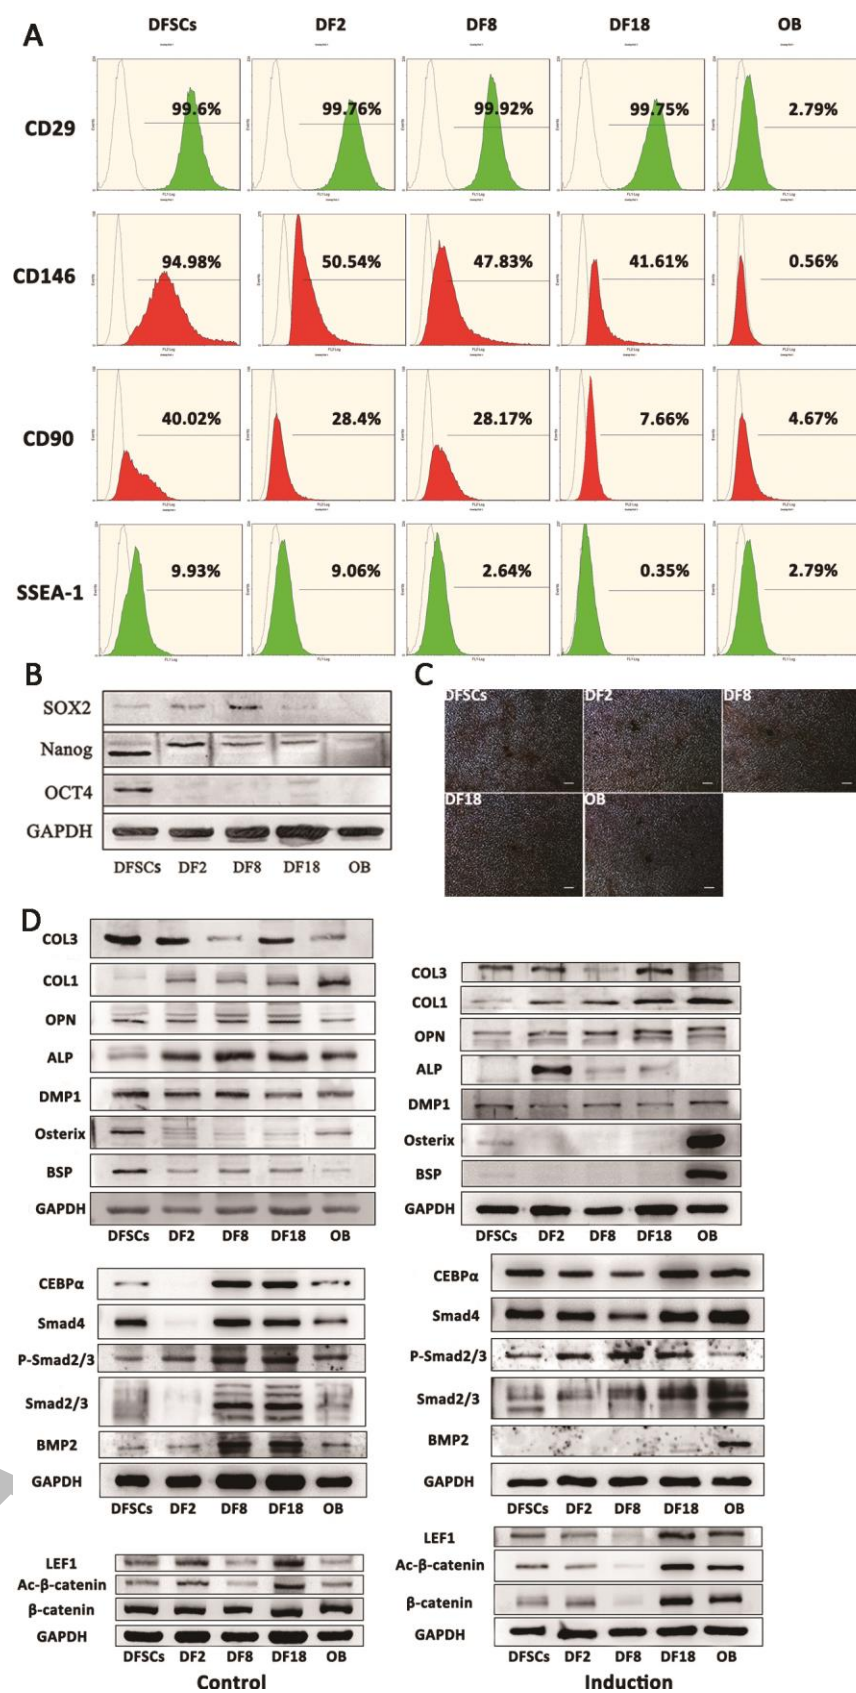 A
DFSCs DF2 DF8 DF18 OB
CD29 99.6% 99.76% 99.92% 99.75% 2.79%
CD146 94.98% 50.54% 47.83% 41.61% 0.56%
CD90 40.02% 28.4% 28.17% 7.66% 4.67%
SSEA-1 9.93% 9.06% 2.64% 0.35% 2.79%
B
SOX2
Nanog
OCT4
GAPDH
DFSCs DF2 DF8 DF18 OB
C
DFSCs DF2 DF8
DF18 OB
D
COL3
COL1
OPN
ALP
DMP1
Osterix
BSP
GAPDH
DFSCs DF2 DF8 DF18 OB
COL3
COL1
OPN
ALP
DMP1
Osterix
BSP
GAPDH
DFSCs DF2 DF8 DF18 OB
CEBPα
Smad4
P-Smad2/3
Smad2/3
BMP2
GAPDH
DFSCs DF2 DF8 DF18 OB
CEBPα
Smad4
P-Smad2/3
Smad2/3
BMP2
GAPDH
DFSCs DF2 DF8 DF18 OB
LEF1
Ac-β-catenin
β-catenin
GAPDH
DFSCs DF2 DF8 DF18 OB
Control
LEF1
Ac-β-catenin
β-catenin
GAPDH
DFSCs DF2 DF8 DF18 OB
Induction